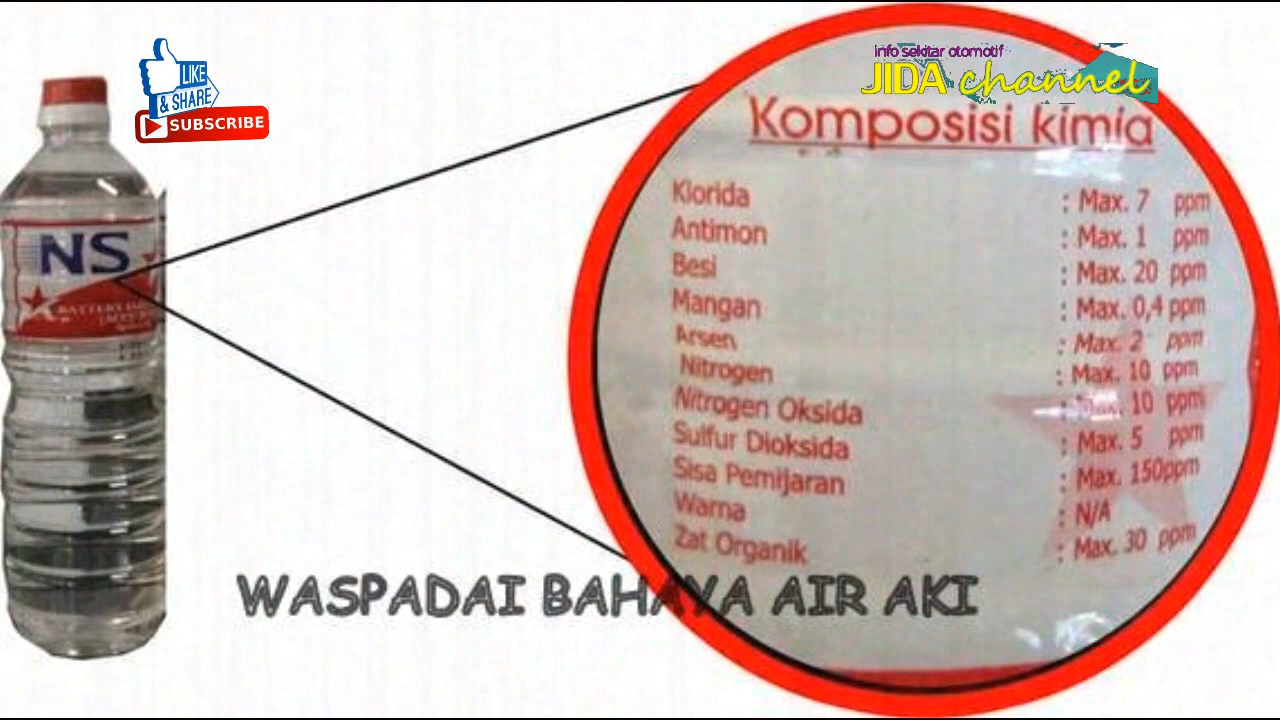 LIKE
& SHARE
SUBSCRIBE
info sekitar otomotif
JIDA channel
NS
Komposisi kimia
Klorida : Max. 7 ppm
Antimon : Max. 1 ppm
Besi : Max. 20 ppm
Mangan : Max. 0,4 ppm
Arsen : Max. 2 ppm
Nitrogen : Max. 10 ppm
Nitrogen Oksida : Max. 10 ppm
Sulfur Dioksida : Max. 5 ppm
Sisa Pemijaran : Max. 150ppm
Warna : N/A
Zat Organik : Max. 30 ppm
WASPADAI BAHAYA AIR AKI